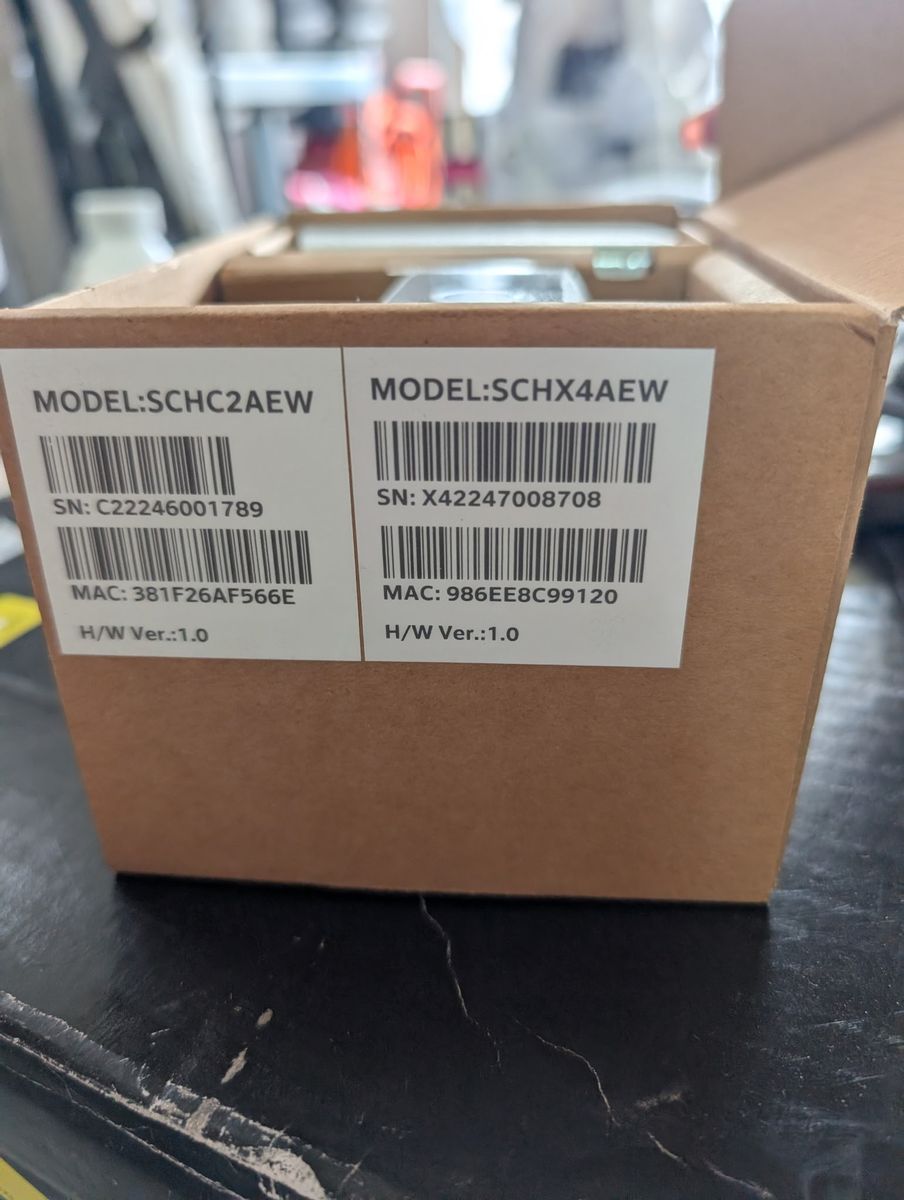 MODEL:SCHC2AEW
SN: C22246001789
MAC: 381F26AF566E
H/W Ver.:1.0
MODEL:SCHX4AEW
SN: X42247008708
MAC: 986EE8C99120
H/W Ver.:1.0